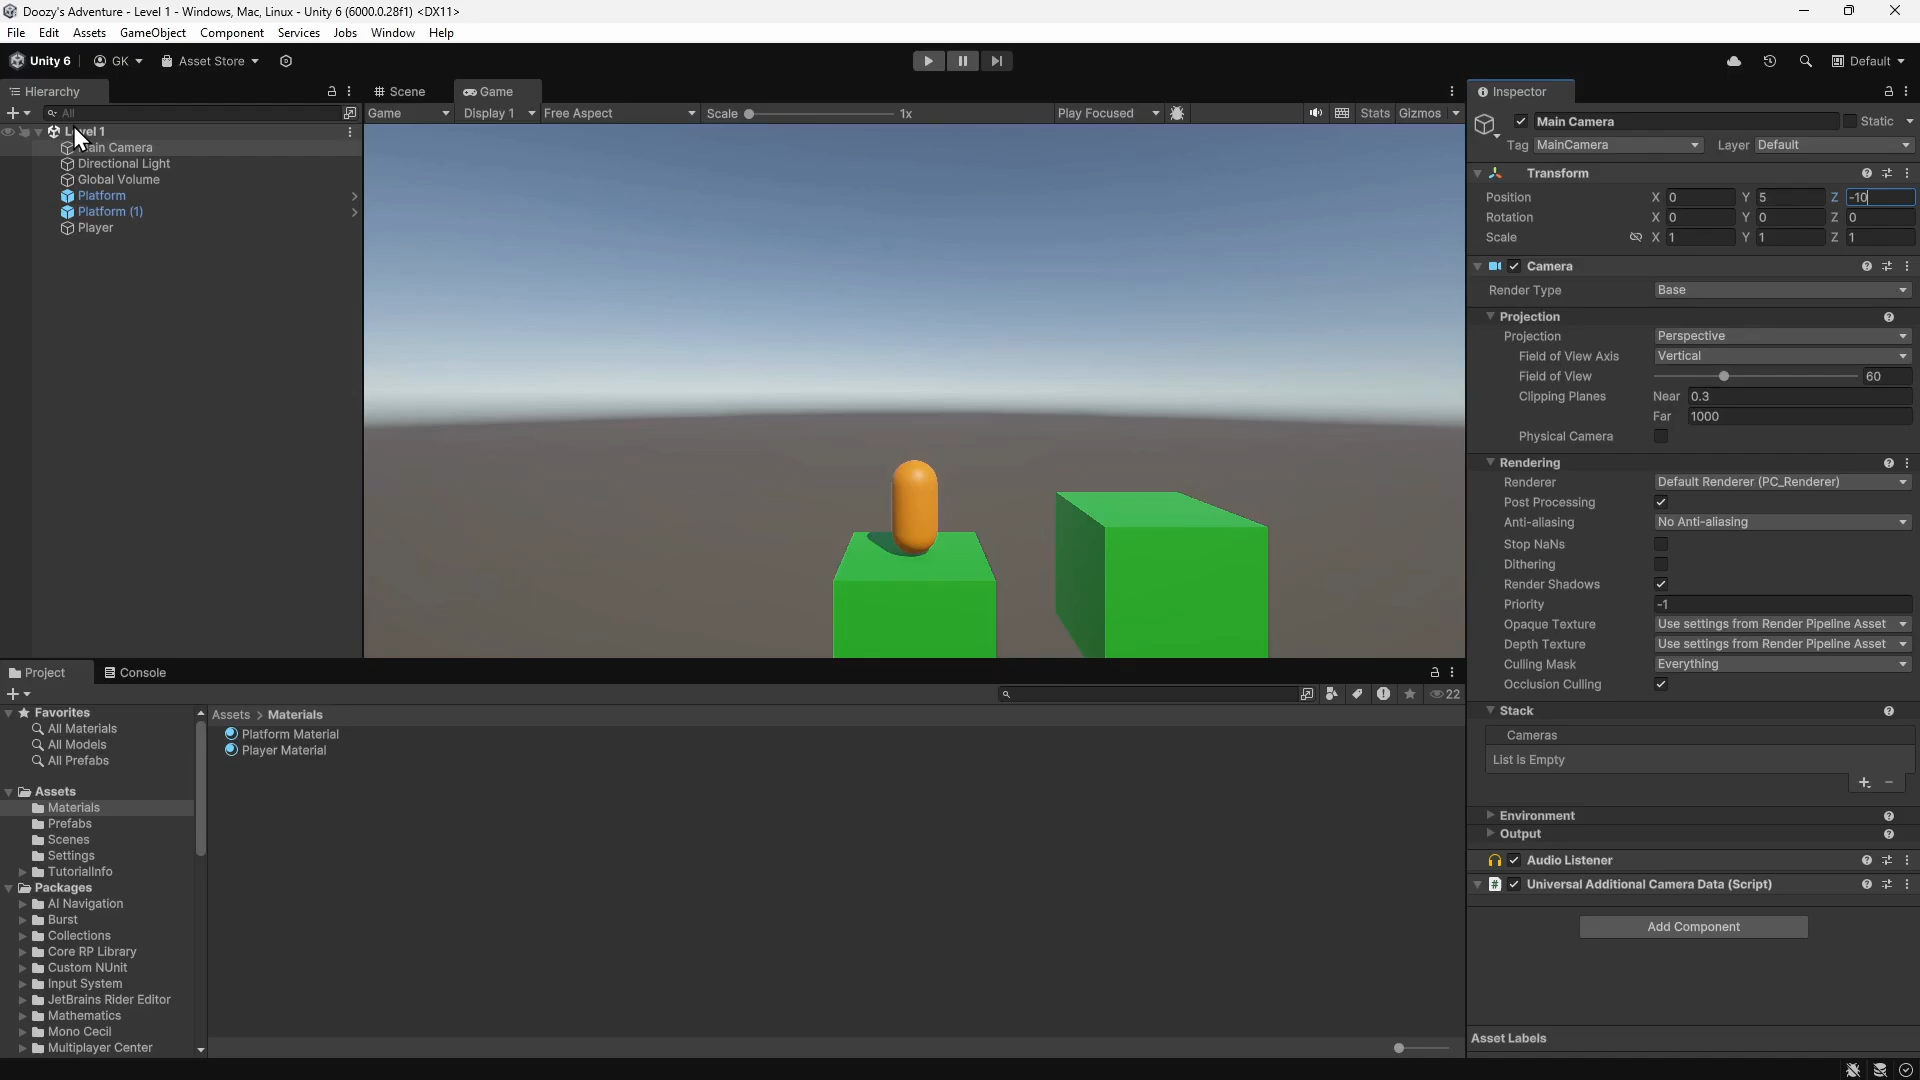 Doozy's Adventure - Level 1 - Windows, Mac, Linux - Unity 6 (6000.0.28f1) <DX11>
File Edit Assets GameObject Component Services Jobs Window Help
Unity 6 GK Asset Store Default
Hierarchy
All
Level 1
Main Camera
Directional Light
Global Volume
Platform
Platform (1)
Player
Scene Game
Game Display 1 Free Aspect Scale 1x Play Focused Stats Gizmos
Inspector
Main Camera Static
Tag MainCamera Layer Default
Transform
Position X 0 Y 5 Z -10
Rotation X 0 Y 0 Z 0
Scale X 1 Y 1 Z 1
Camera
Render Type Base
Projection
Projection Perspective
Field of View Axis Vertical
Field of View 60
Clipping Planes Near 0.3
Far 1000
Physical Camera
Rendering
Renderer Default Renderer (PC_Renderer)
Post Processing
Anti-aliasing No Anti-aliasing
Stop NaNs
Dithering
Render Shadows
Priority -1
Opaque Texture Use settings from Render Pipeline Asset
Depth Texture Use settings from Render Pipeline Asset
Culling Mask Everything
Occlusion Culling
Stack
Cameras
List is Empty
Environment
Output
Audio Listener
# Universal Additional Camera Data (Script)
Add Component
Asset Labels
Project Console
22
Favorites
All Materials
All Models
All Prefabs
Assets
Materials
Prefabs
Scenes
Settings
TutorialInfo
Packages
AI Navigation
Burst
Collections
Core RP Library
Custom NUnit
Input System
JetBrains Rider Editor
Mathematics
Mono Cecil
Multiplayer Center
Assets > Materials
Platform Material
Player Material